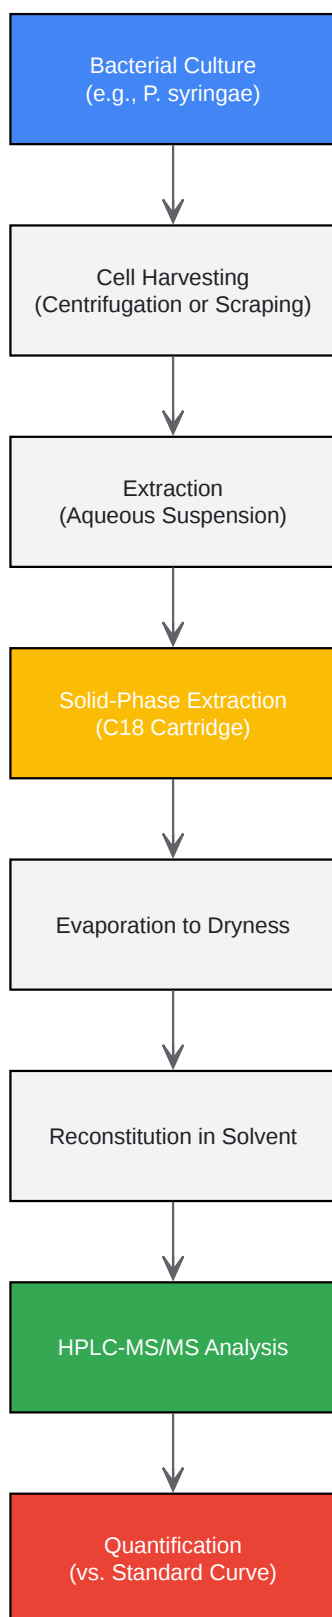 Bacterial Culture
(e.g., P. syringae)
Cell Harvesting
(Centrifugation or Scraping)
Extraction
(Aqueous Suspension)
Solid-Phase Extraction
(C18 Cartridge)
Evaporation to Dryness
Reconstitution in Solvent
HPLC-MS/MS Analysis
Quantification
(vs. Standard Curve)